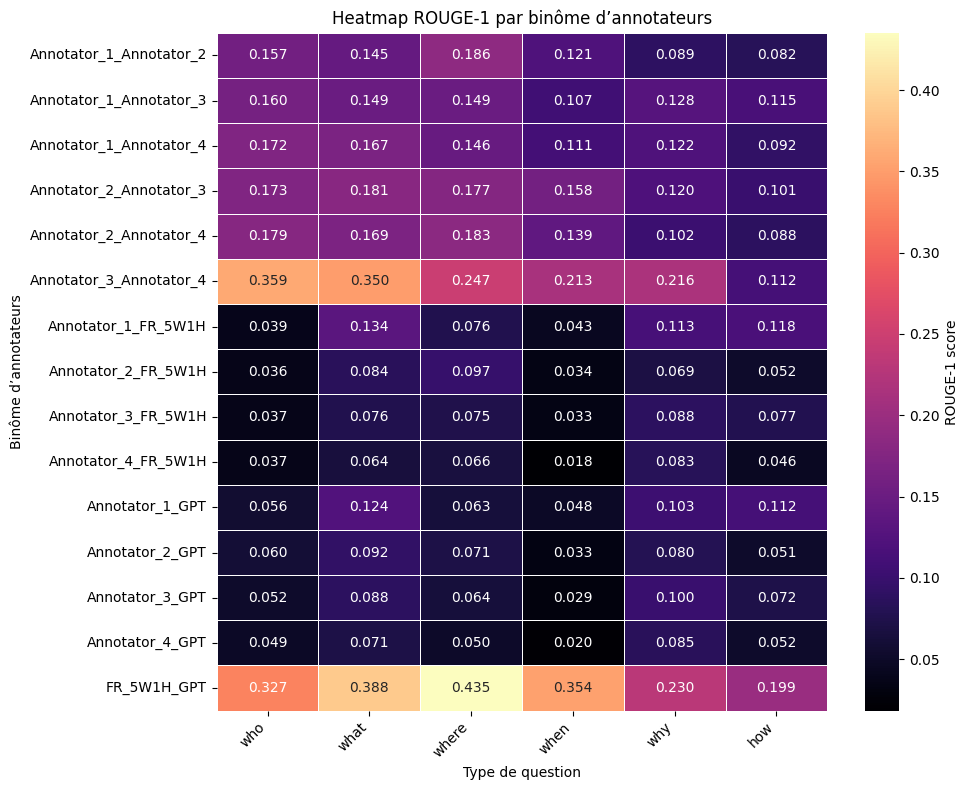 Heatmap ROUGE-1 par binôme d’annotateurs
Annotator_1_Annotator_2 0.157 0.145 0.186 0.121 0.089 0.082
Annotator_1_Annotator_3 0.160 0.149 0.149 0.107 0.128 0.115
Annotator_1_Annotator_4 0.172 0.167 0.146 0.111 0.122 0.092
Annotator_2_Annotator_3 0.173 0.181 0.177 0.158 0.120 0.101
Annotator_2_Annotator_4 0.179 0.169 0.183 0.139 0.102 0.088
Annotator_3_Annotator_4 0.359 0.350 0.247 0.213 0.216 0.112
Annotator_1_FR_5W1H 0.039 0.134 0.076 0.043 0.113 0.118
Annotator_2_FR_5W1H 0.036 0.084 0.097 0.034 0.069 0.052
Annotator_3_FR_5W1H 0.037 0.076 0.075 0.033 0.088 0.077
Annotator_4_FR_5W1H 0.037 0.064 0.066 0.018 0.083 0.046
Annotator_1_GPT 0.056 0.124 0.063 0.048 0.103 0.112
Annotator_2_GPT 0.060 0.092 0.071 0.033 0.080 0.051
Annotator_3_GPT 0.052 0.088 0.064 0.029 0.100 0.072
Annotator_4_GPT 0.049 0.071 0.050 0.020 0.085 0.052
FR_5W1H_GPT 0.327 0.388 0.435 0.354 0.230 0.199
who what where when why how
Type de question
Binôme d’annotateurs
0.40
0.35
0.30
0.25
0.20
0.15
0.10
0.05
ROUGE-1 score